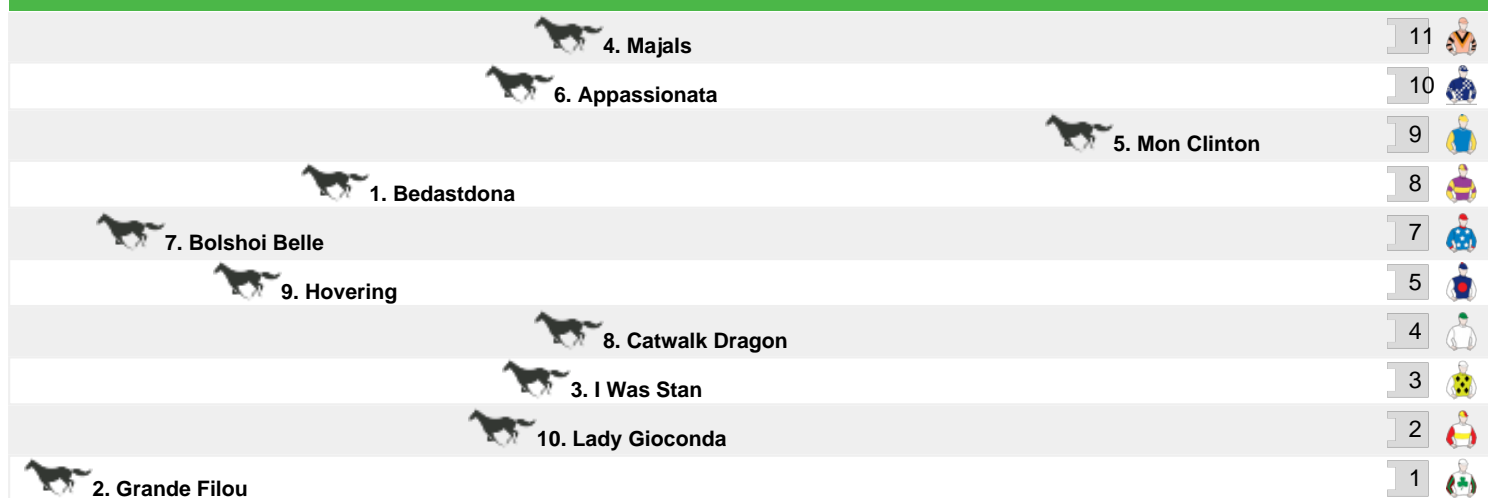 4. Majals 11
6. Appassionata 10
5. Mon Clinton 9
1. Bedastdona 8
7. Bolshoi Belle 7
9. Hovering 5
8. Catwalk Dragon 4
3. I Was Stan 3
10. Lady Gioconda 2
2. Grande Filou 1